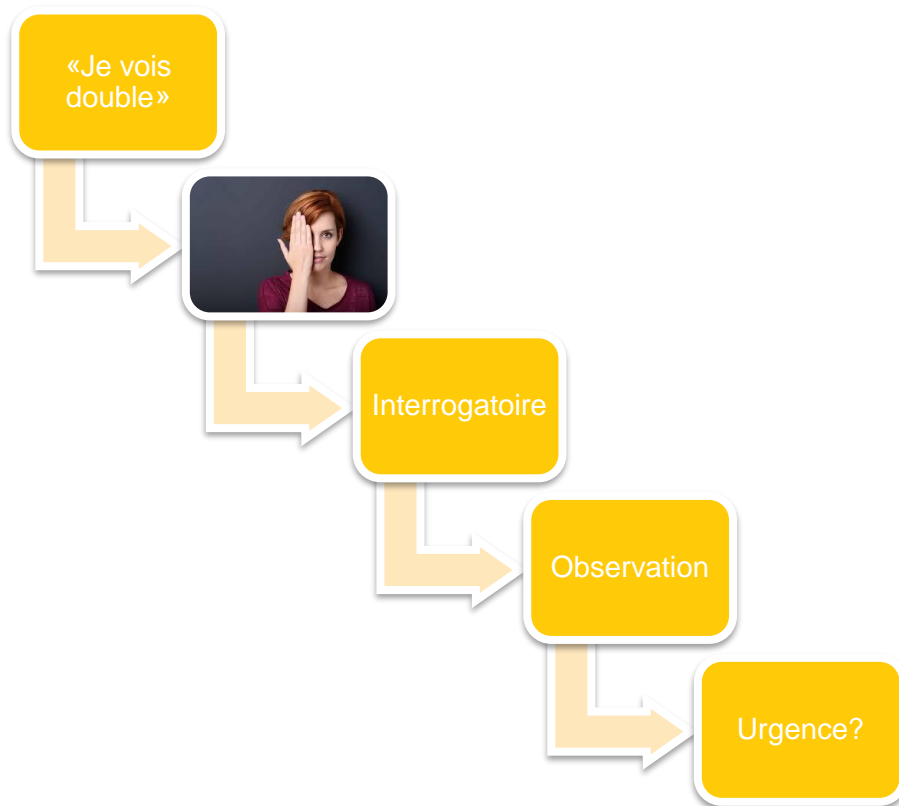 «Je vois
double»
Interrogatoire
Observation
Urgence?